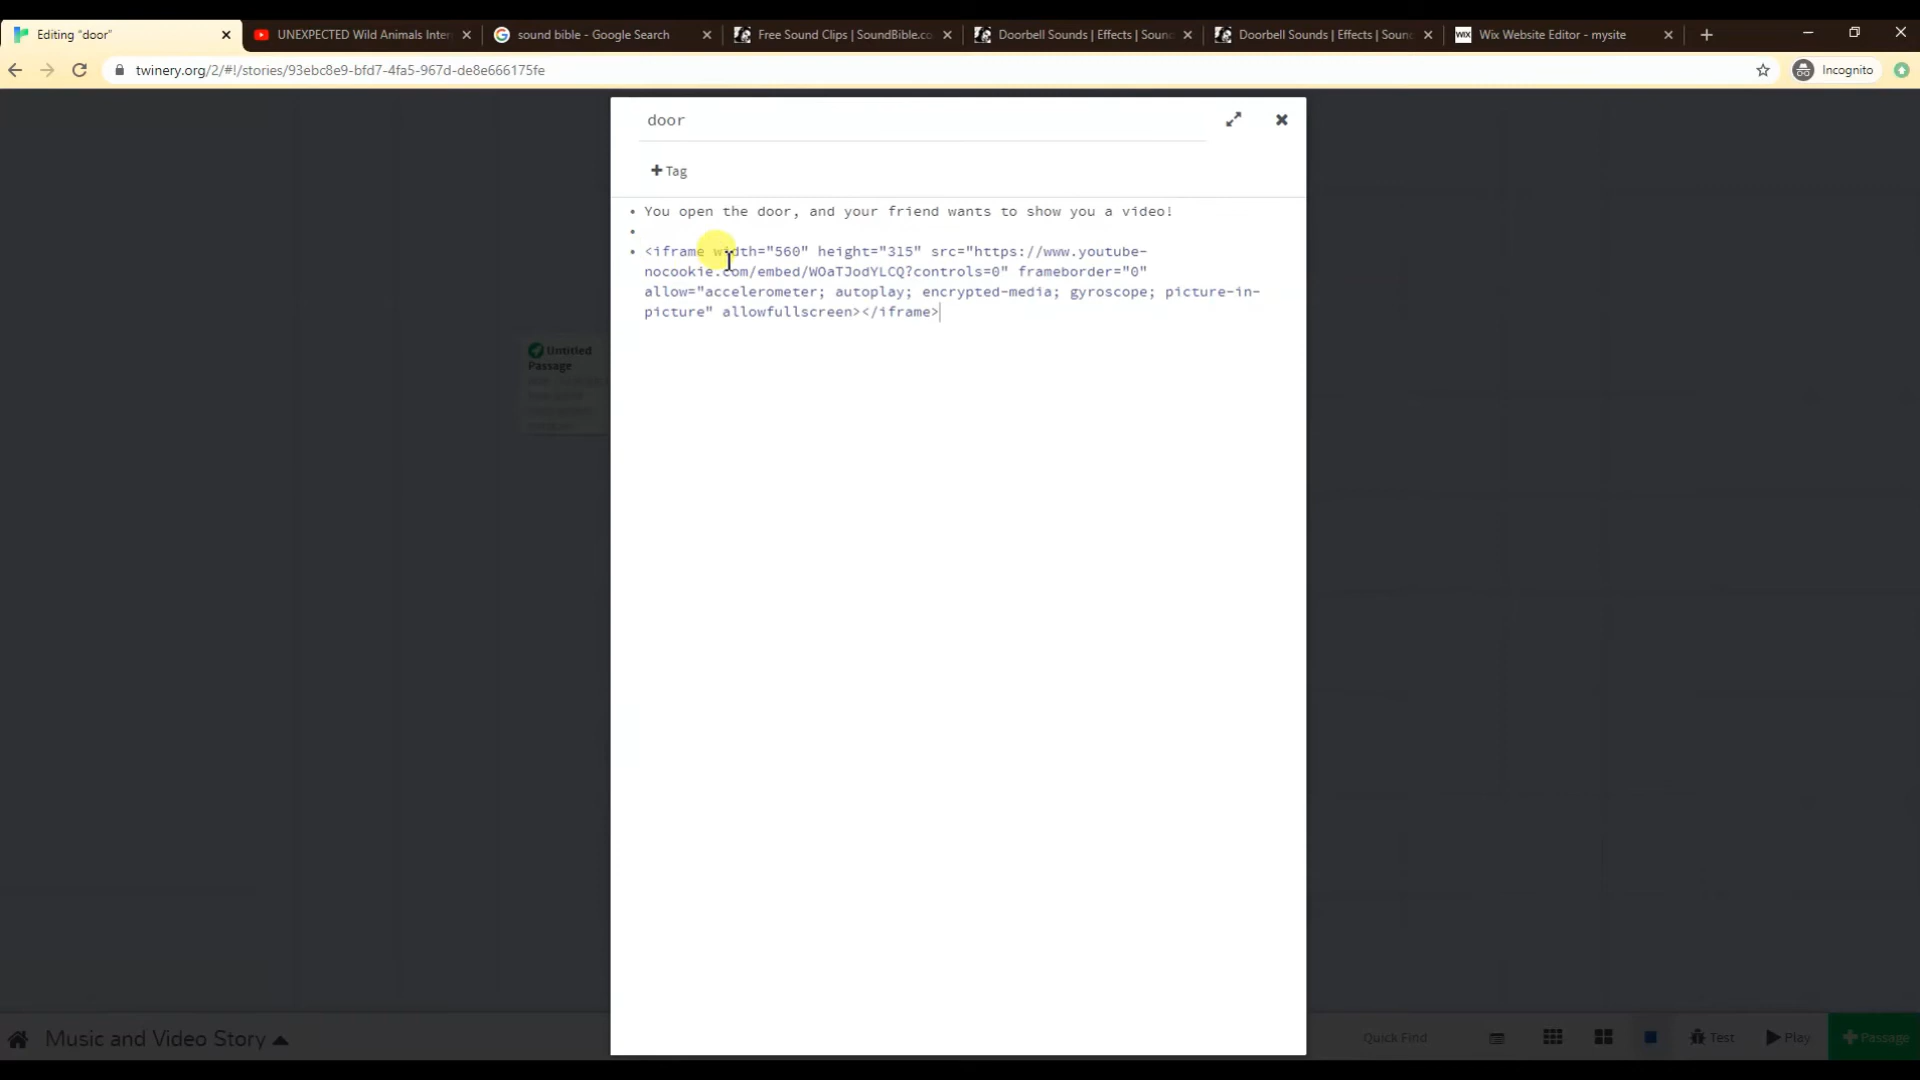 Editing "door"
UNEXPECTED Wild Animals Inter
sound bible - Google Search
Free Sound Clips | SoundBible.co
Doorbell Sounds | Effects | Soun
Doorbell Sounds | Effects | Soun
WIX Wix Website Editor - mysite
twinery.org/2/#!/stories/93ebc8e9-bfd7-4fa5-967d-de8e666175fe
Incognito
door
Tag
You open the door, and your friend wants to show you a video!
<iframe width="560" height="315" src="https://www.youtube-
nocookie.com/embed/WOaTJodYLCQ?controls=0" frameborder="0"
allow="accelerometer; autoplay; encrypted-media; gyroscope; picture-in-
picture" allowfullscreen></iframe>
Untitled
Passage
Music and Video Story
Quick Find
Test
Play
Passage